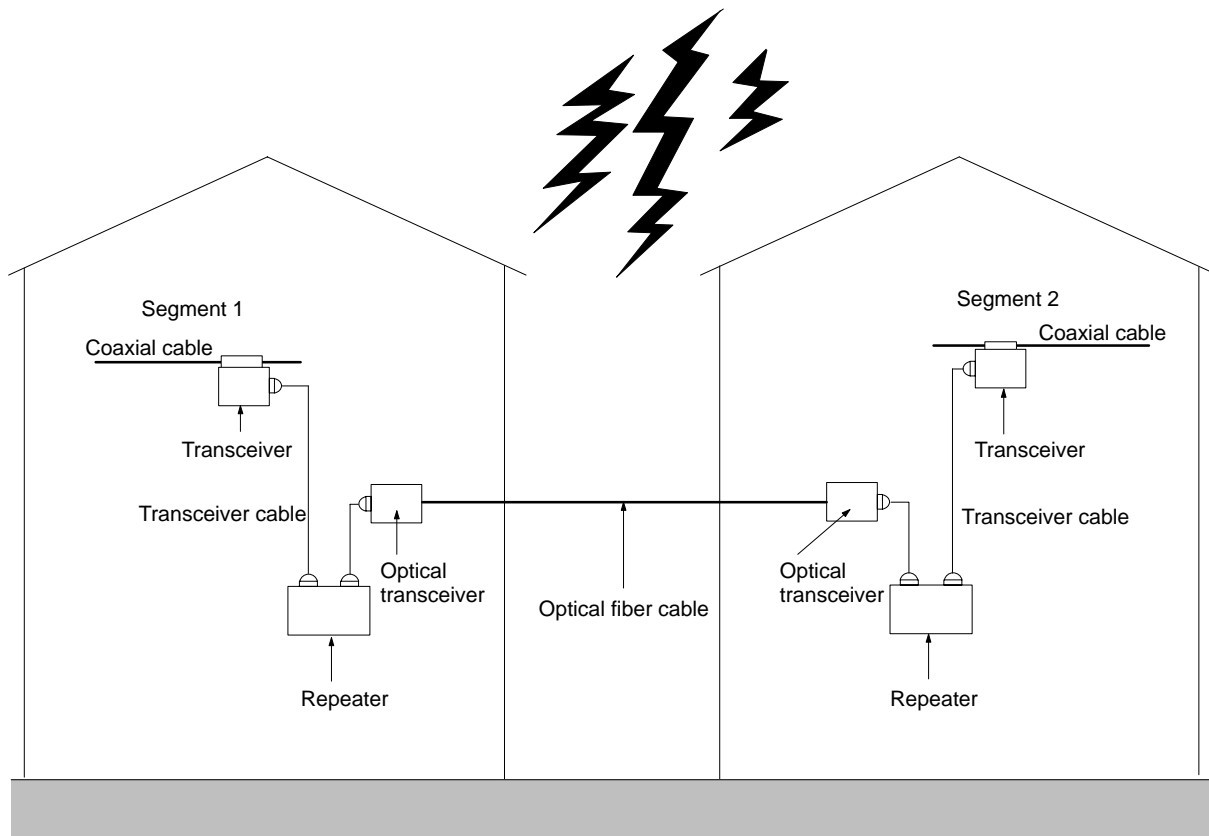 Segment 1
Segment 2
Coaxial cable
Coaxial cable
Transceiver
Transceiver
Transceiver cable
Transceiver cable
Optical
transceiver
Optical fiber cable
Optical
transceiver
Repeater
Repeater